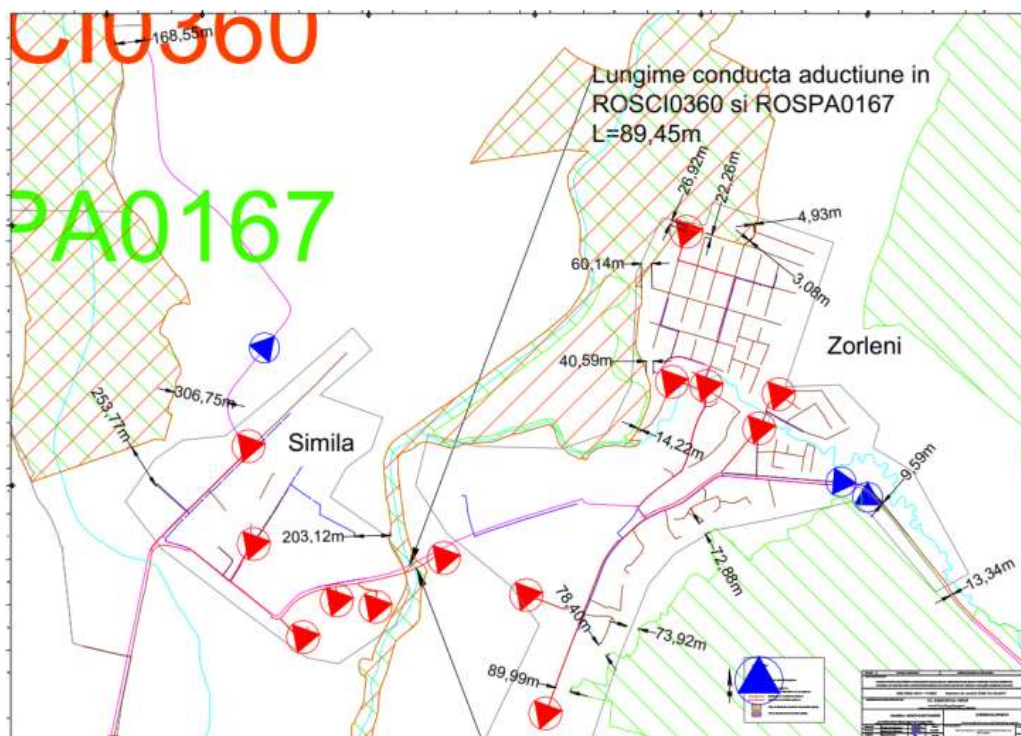 CI0360
168,55m
Lungime conducta aductiune in
ROSCI0360 si ROSPA0167
L=89,45m
PA0167
26,92m
22,26m
4,93m
60,14m
3,08m
Zorleni
40,59m
306,75m
253,77m
Simila
14,22m
9,59m
203,12m
72,88m
13,34m
78,40m
73,92m
89,99m